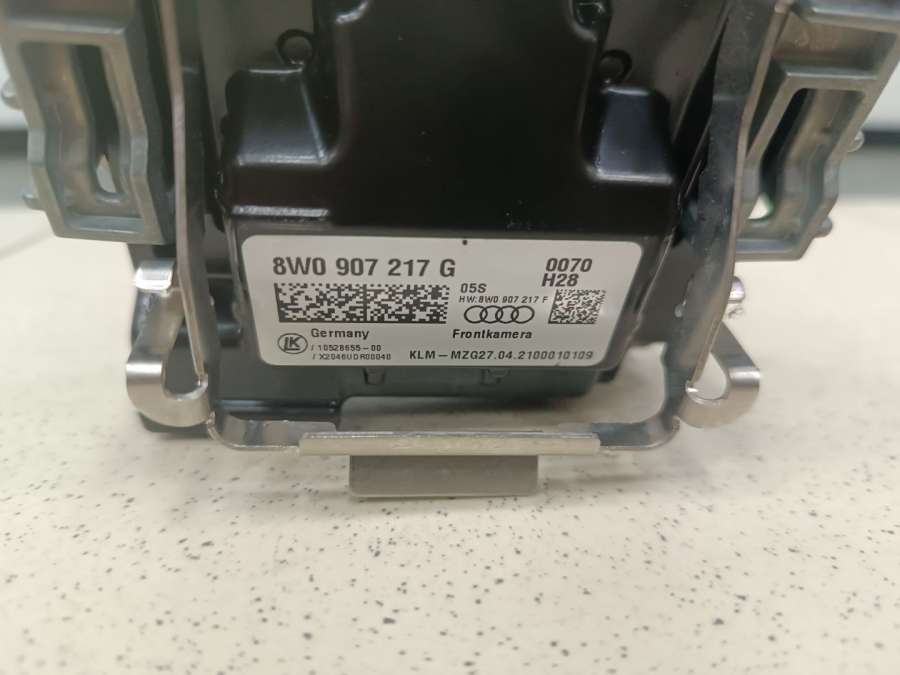 8W0 907 217 G
0070
H28
05S
HW:8W0 907 217 F
LK
Germany
Frontkamera
/ 10528655-00
/ X2046UDR00040
KLM-MZG27.04.2100010109